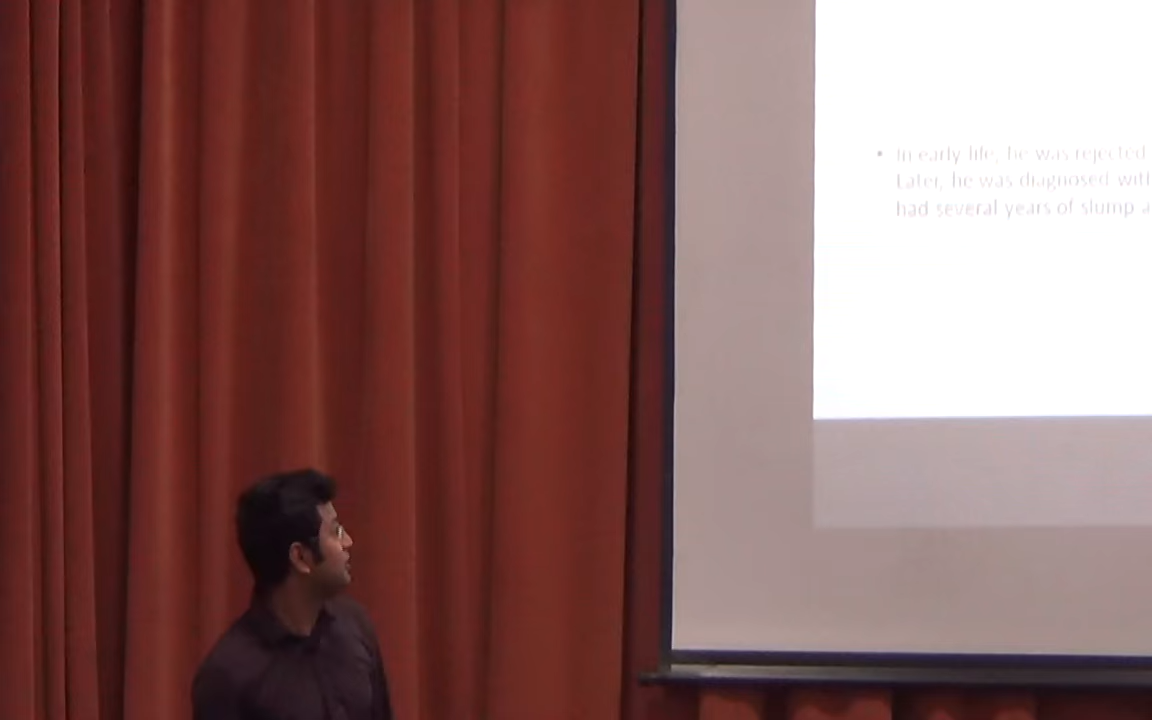 • In early life, he was rejected
Later, he was diagnosed with
had several years of slump a